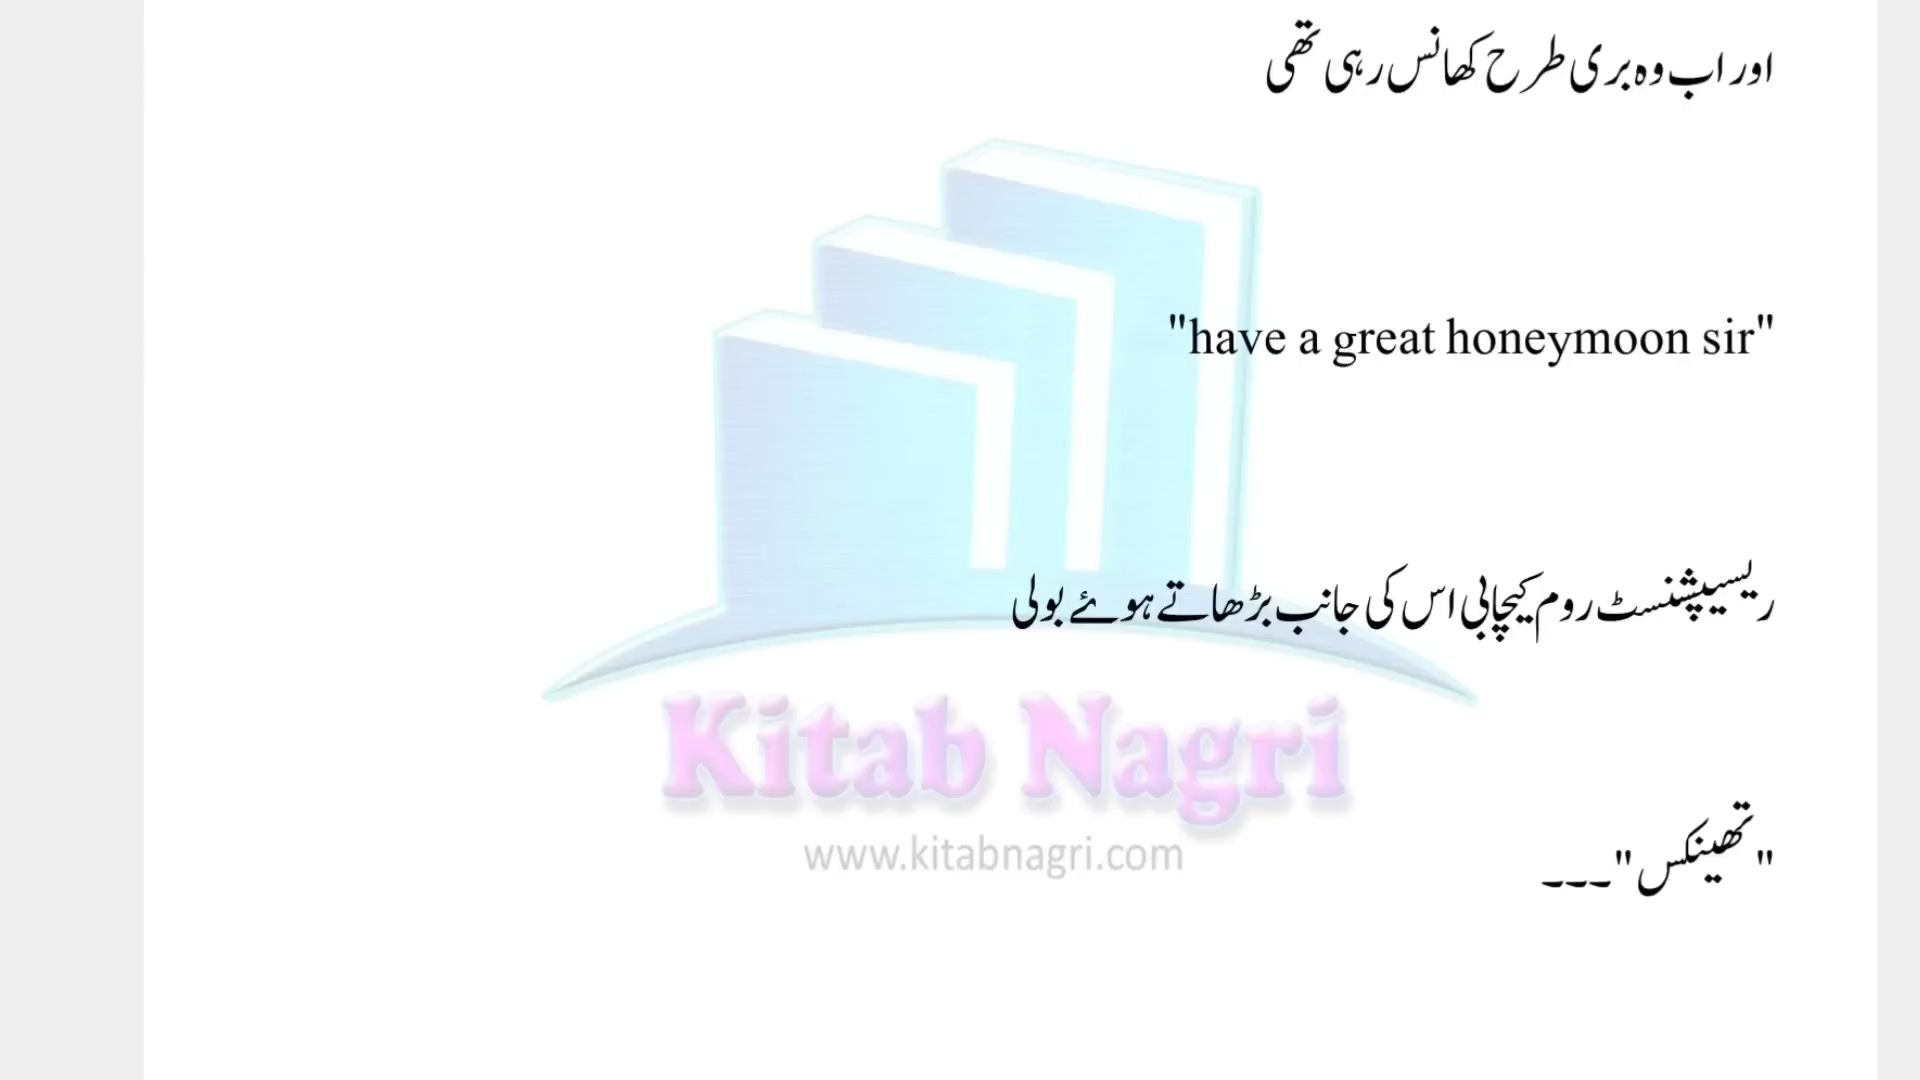 اور اب وہ بری طرح کھانس رہی تھی
"have a great honeymoon sir"
ریسیپشنسٹ روم کیچابی اس کی جانب بڑھاتے ہوئے بولی
Kitab Nagri
www.kitabnagri.com
"تھینکس"۔۔۔